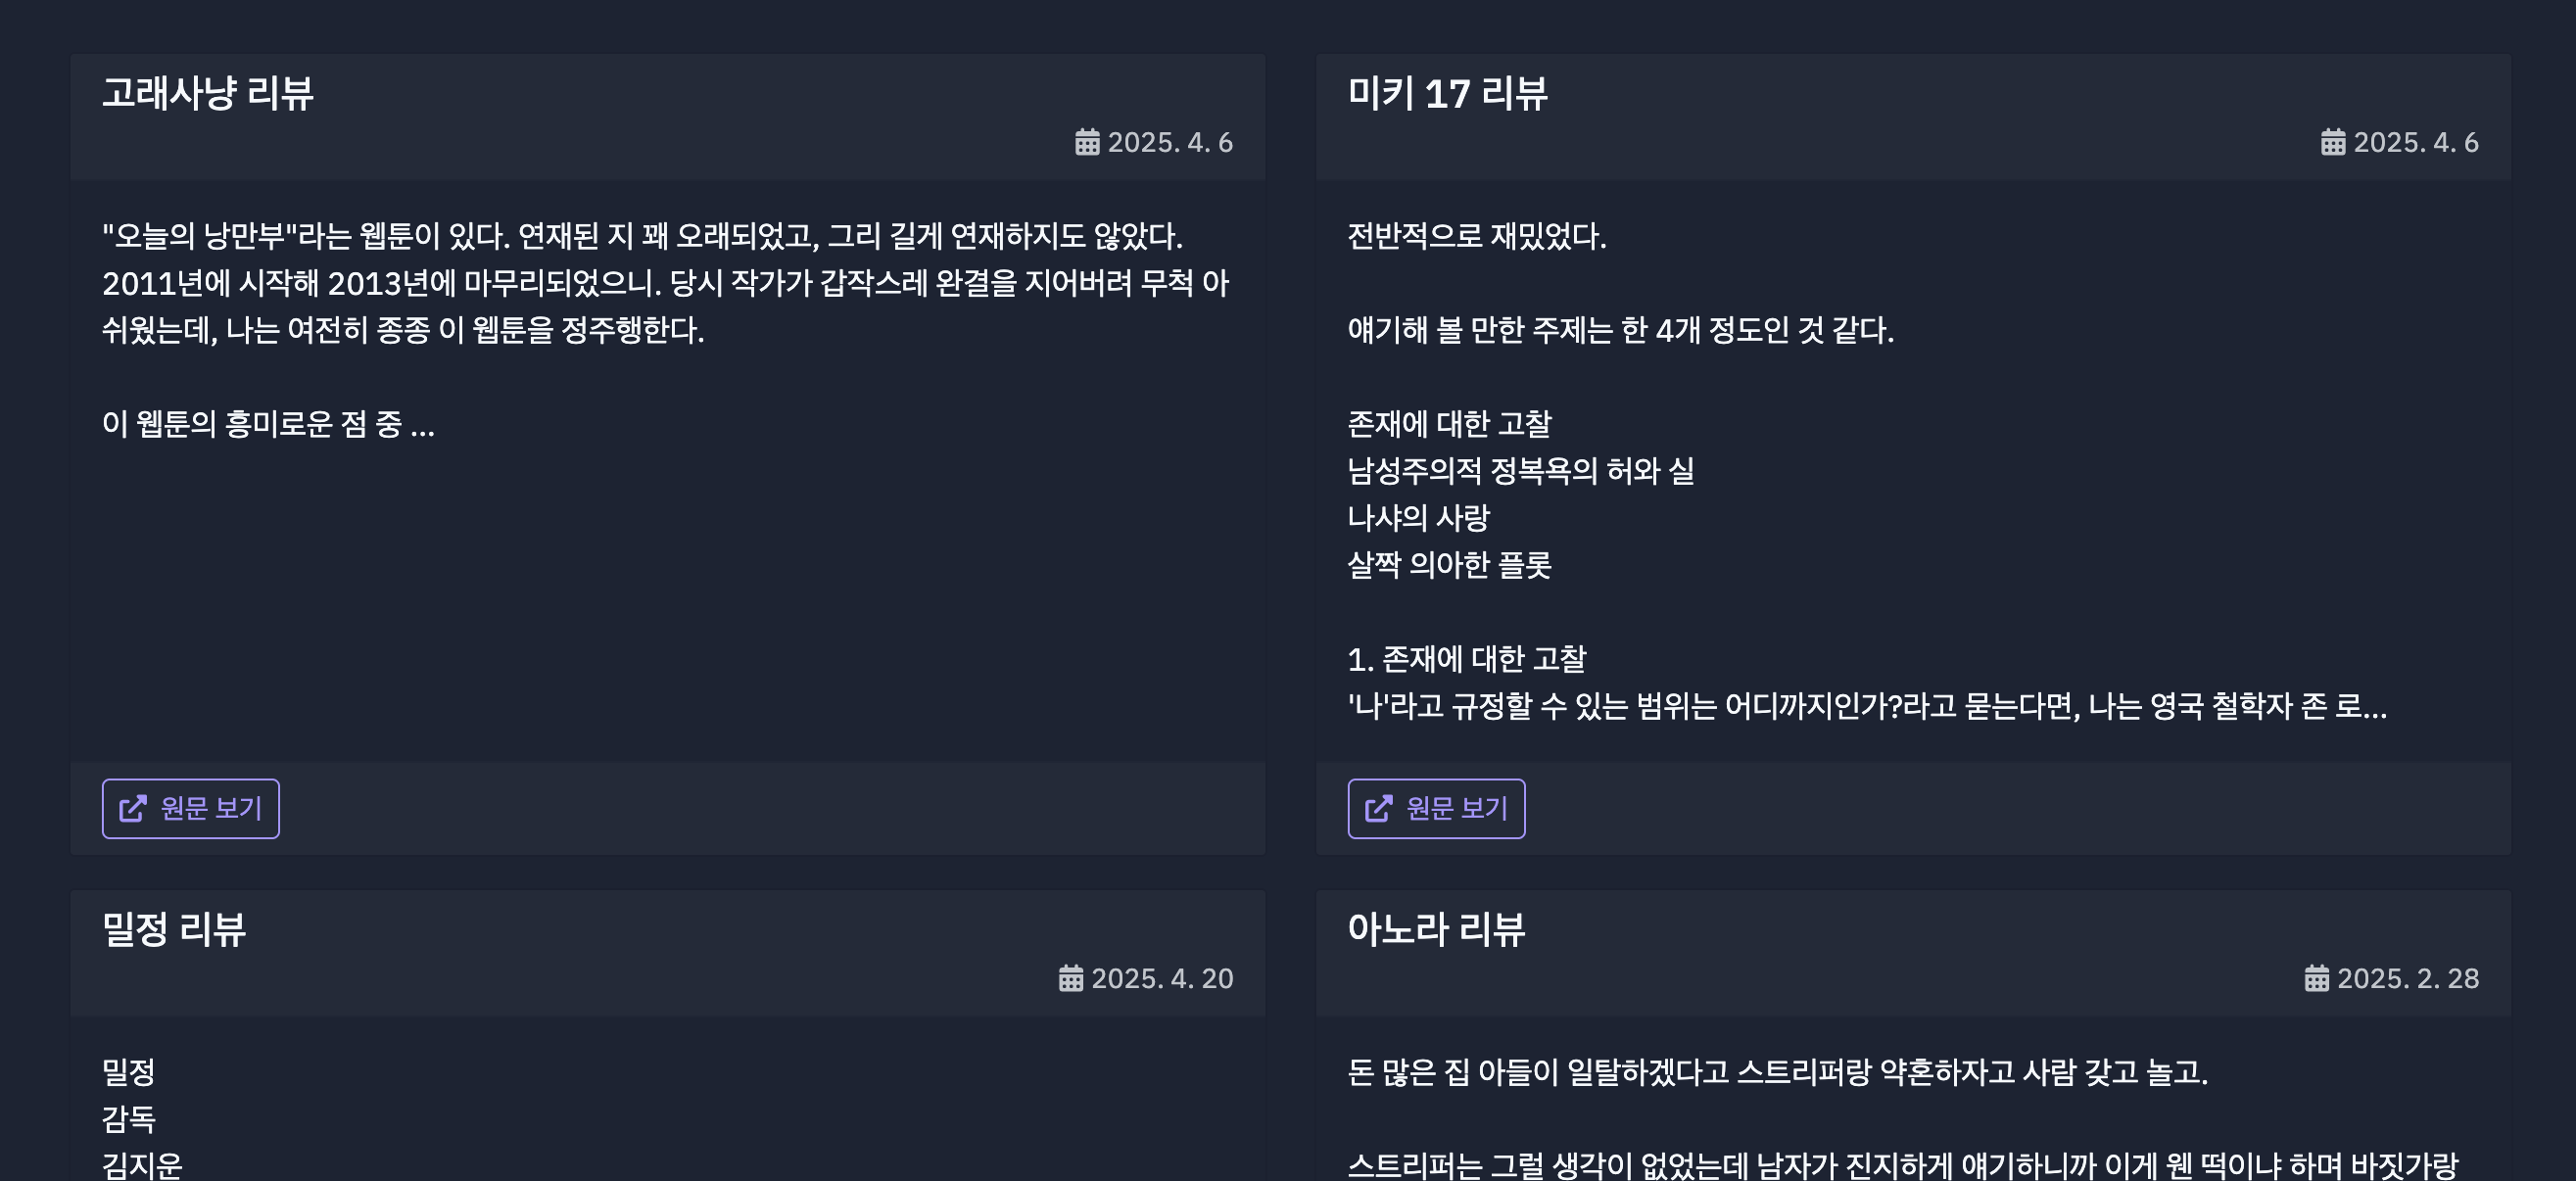 고래사냥 리뷰
2025. 4. 6
"오늘의 낭만부"라는 웹툰이 있다. 연재된 지 꽤 오래되었고, 그리 길게 연재하지도 않았다.
2011년에 시작해 2013년에 마무리되었으니. 당시 작가가 갑작스레 완결을 지어버려 무척 아
쉬웠는데, 나는 여전히 종종 이 웹툰을 정주행한다.
이 웹툰의 흥미로운 점 중 ...
원문 보기
미키 17 리뷰
2025. 4. 6
전반적으로 재밌었다.
얘기해 볼 만한 주제는 한 4개 정도인 것 같다.
존재에 대한 고찰
남성주의적 정복욕의 허와 실
나샤의 사랑
살짝 의아한 플롯
1. 존재에 대한 고찰
'나'라고 규정할 수 있는 범위는 어디까지인가?라고 묻는다면, 나는 영국 철학자 존 로...
원문 보기
밀정 리뷰
2025. 4. 20
밀정
감독
김지운
아노라 리뷰
2025. 2. 28
돈 많은 집 아들이 일탈하겠다고 스트리퍼랑 약혼하자고 사람 갖고 놀고.
스트리퍼는 그럴 생각이 없었는데 남자가 진지하게 얘기하니까 이게 웬 떡이냐 하며 바짓가랑